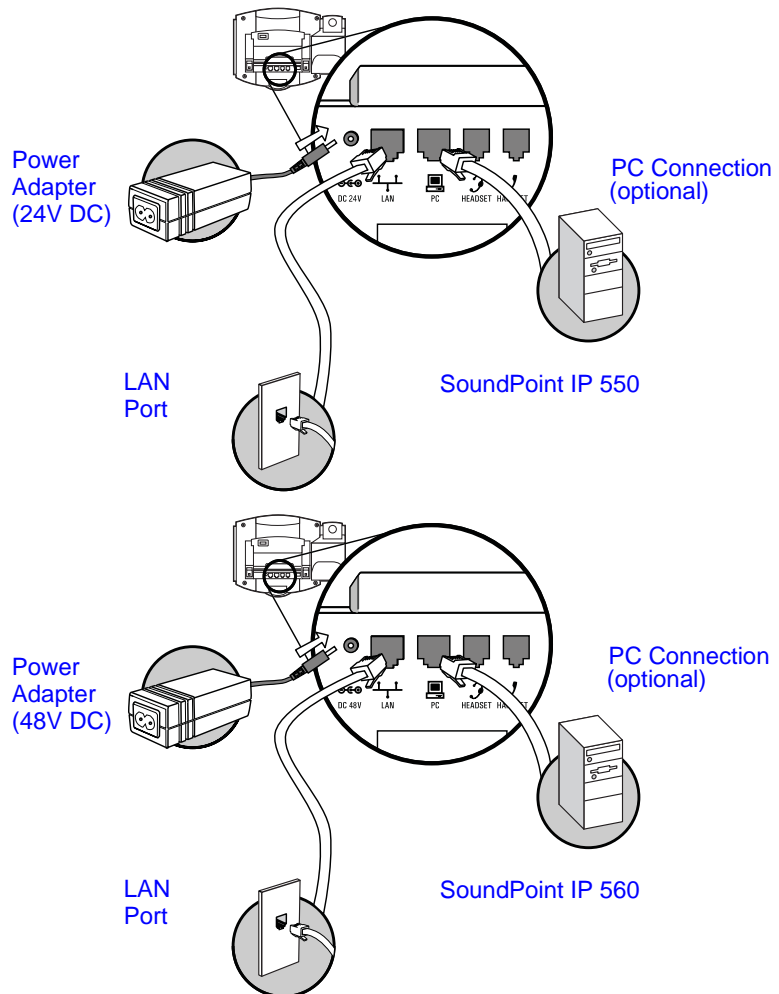 Power
Adapter
(24V DC)
DC 24V LAN PC HEADSET
PC Connection
(optional)
LAN
Port
SoundPoint IP 550
Power
Adapter
(48V DC)
DC 48V LAN PC HEADSET
PC Connection
(optional)
LAN
Port
SoundPoint IP 560